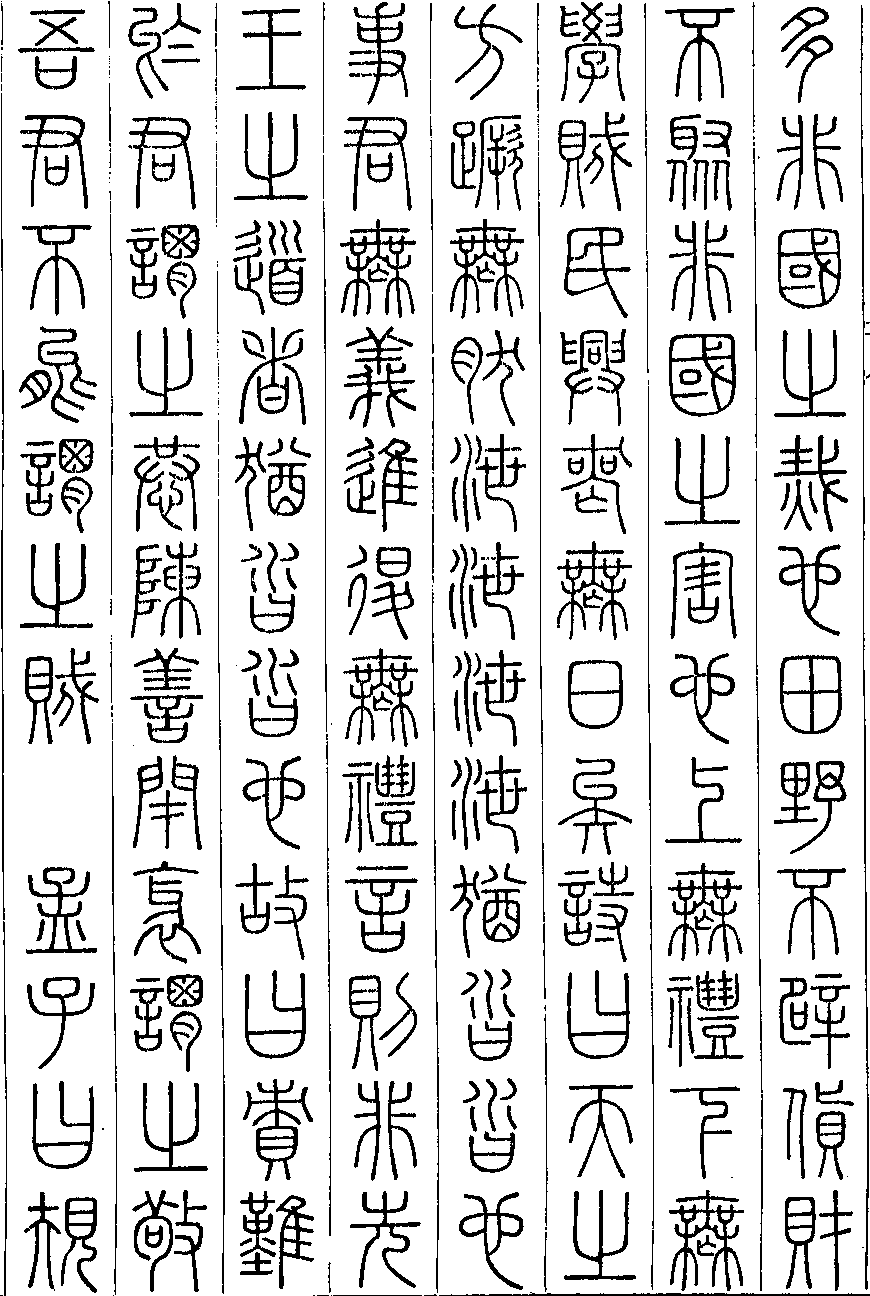 多非國之烖也田野不辟貨財
不聚非國之害也上無禮下無
學賊民興喪無日矣詩曰天之
方蹶無肰泄泄泄泄猶沓沓也
事君無義進退無禮言則非先
王之道者猶沓沓也故曰責難
於君謂之恭陳善閉衺謂之敬
吾君不能謂之賊　孟子曰規